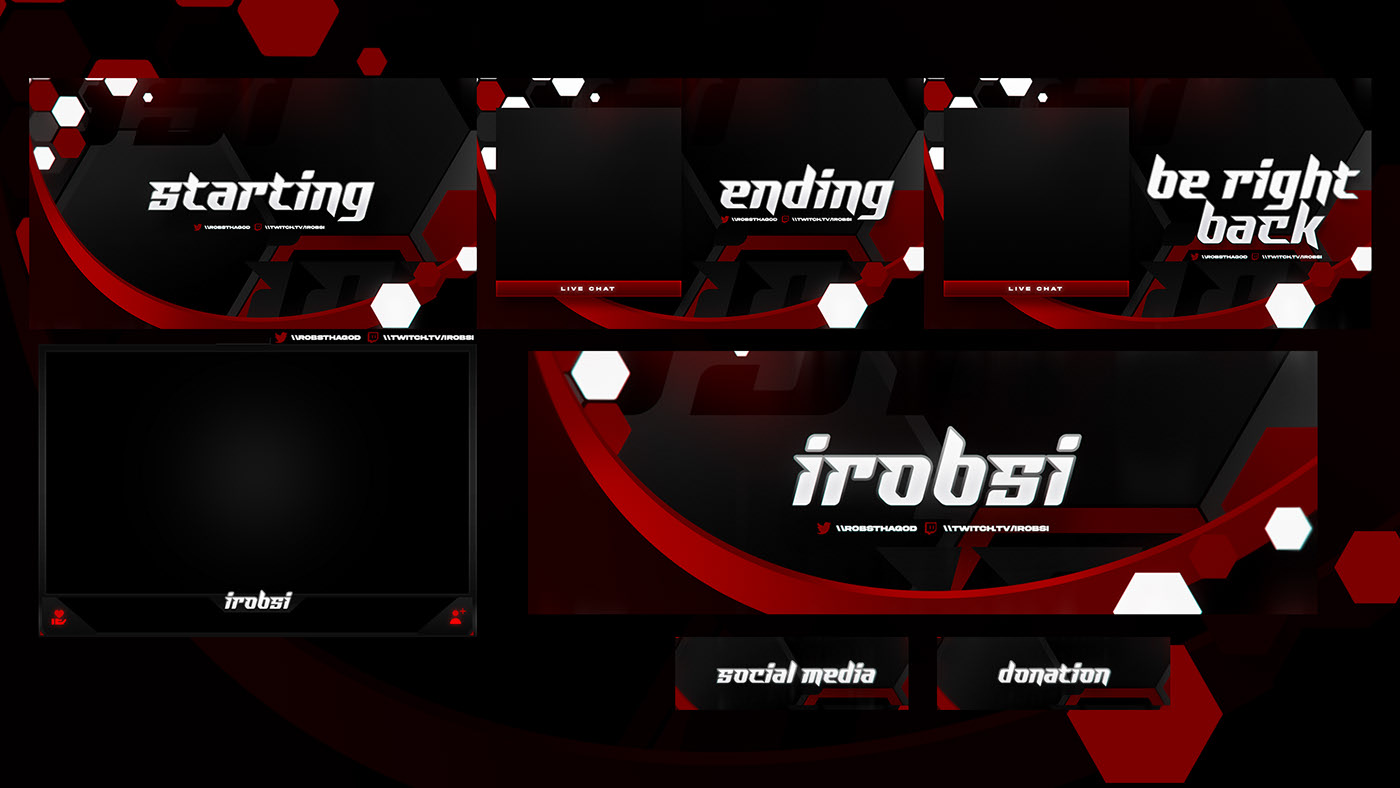 starting
\\ROBSTHAGOD \\TWITCH.TV/IROBSI
ending
\\ROBSTHAGOD \\TWITCH.TV/IROBSI
LIVE CHAT
be right
back
\\ROBSTHAGOD \\TWITCH.TV/IROBSI
LIVE CHAT
\\ROBSTHAGOD \\TWITCH.TV/IROBSI
irobsi
irobsi
\\ROBSTHAGOD \\TWITCH.TV/IROBSI
social media
donation